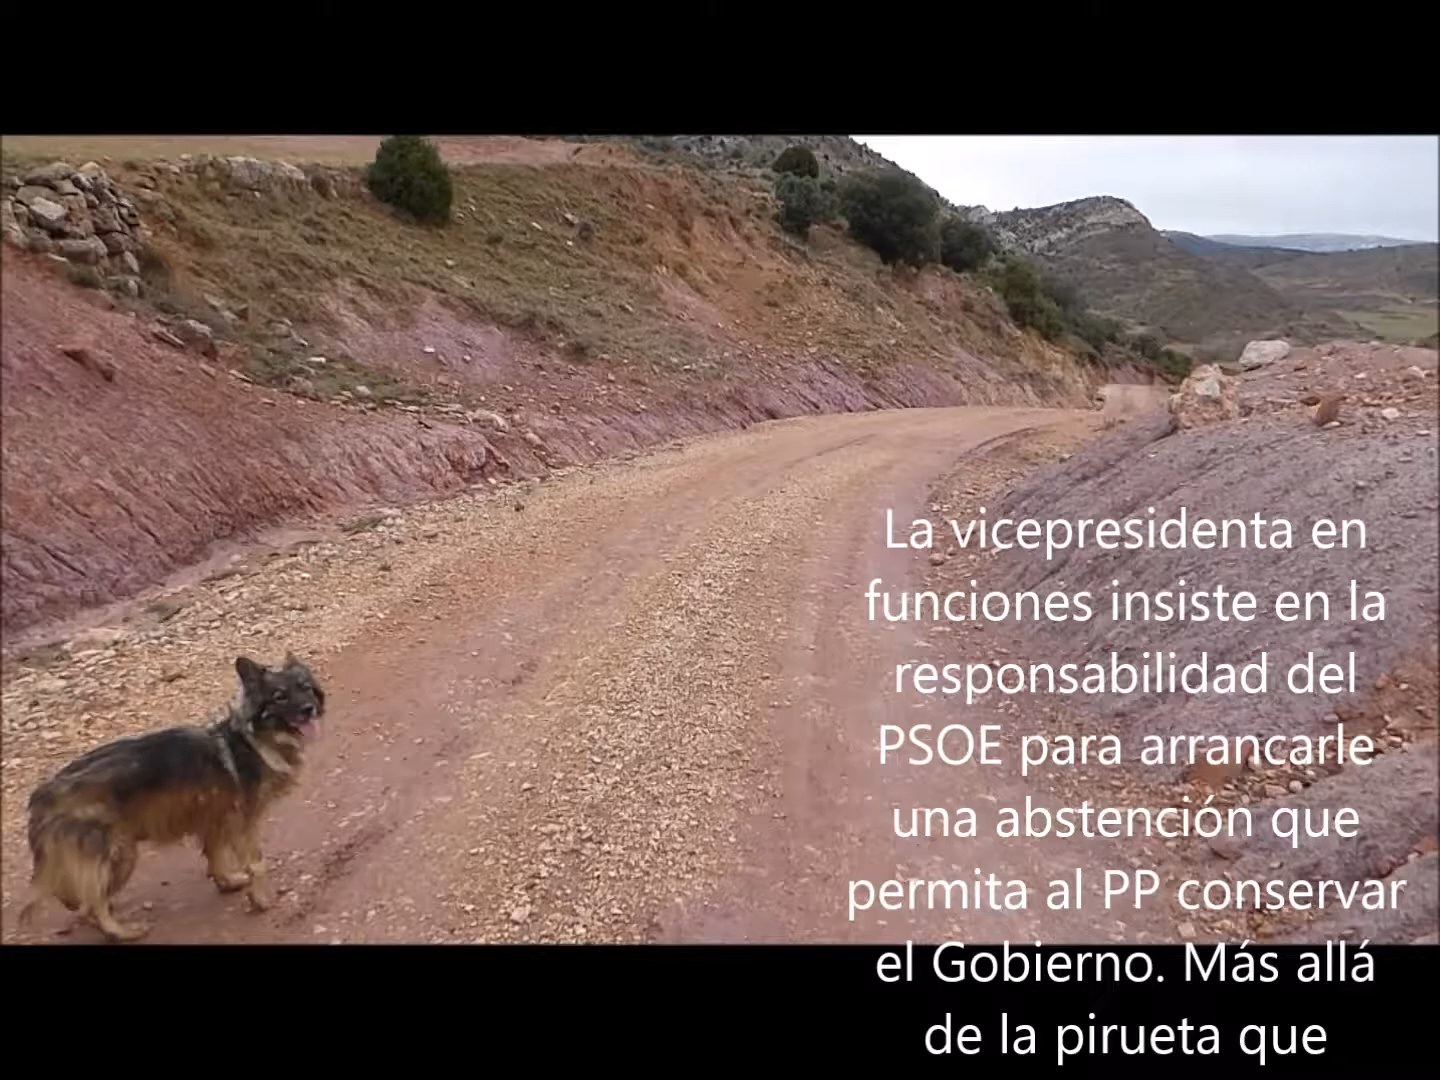 La vicepresidenta en
funciones insiste en la
responsabilidad del
PSOE para arrancarle
una abstención que
permita al PP conservar
el Gobierno. Más allá
de la pirueta que